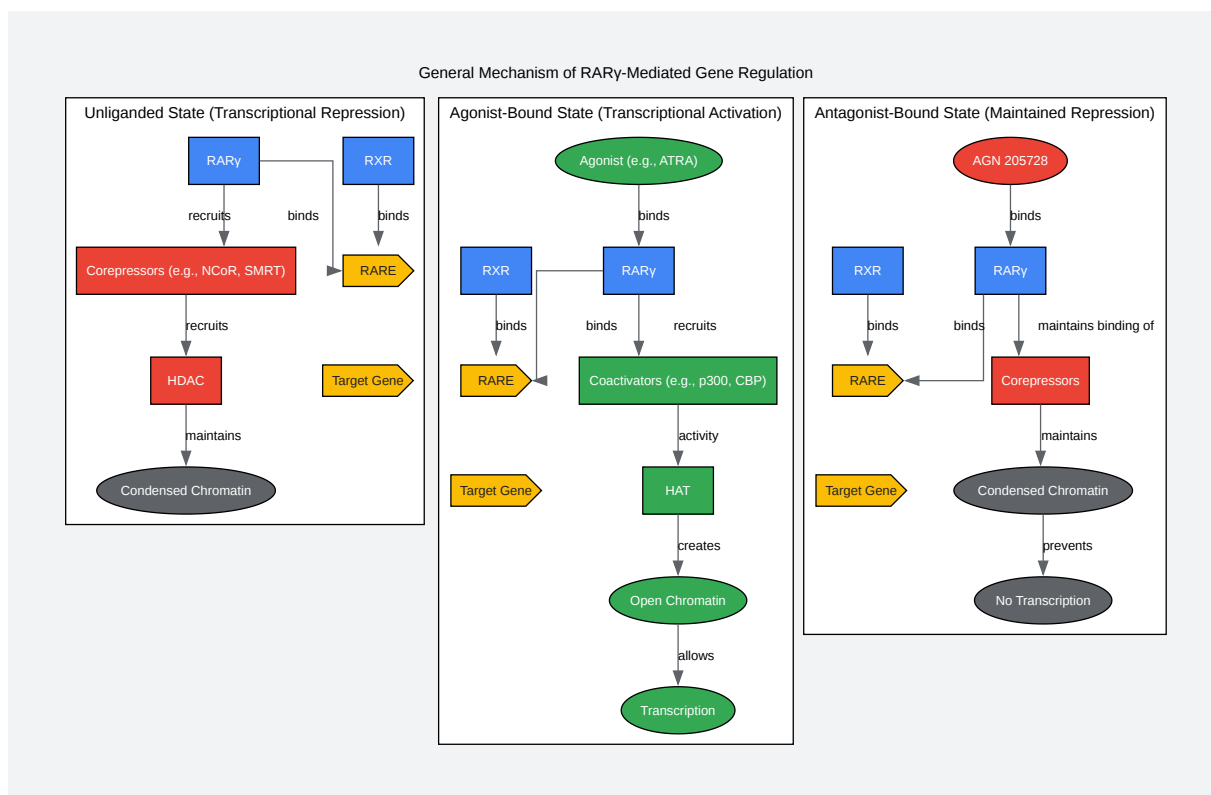 General Mechanism of RARγ-Mediated Gene Regulation
Unliganded State (Transcriptional Repression)
RARγ
RXR
recruits
binds
binds
Corepressors (e.g., NCoR, SMRT)
RARE
recruits
HDAC
Target Gene
maintains
Condensed Chromatin
Agonist-Bound State (Transcriptional Activation)
Agonist (e.g., ATRA)
binds
RXR
RARγ
binds
binds
recruits
RARE
Coactivators (e.g., p300, CBP)
activity
Target Gene
HAT
creates
Open Chromatin
allows
Transcription
Antagonist-Bound State (Maintained Repression)
AGN 205728
binds
RXR
RARγ
binds
binds
maintains binding of
RARE
Corepressors
maintains
Target Gene
Condensed Chromatin
prevents
No Transcription